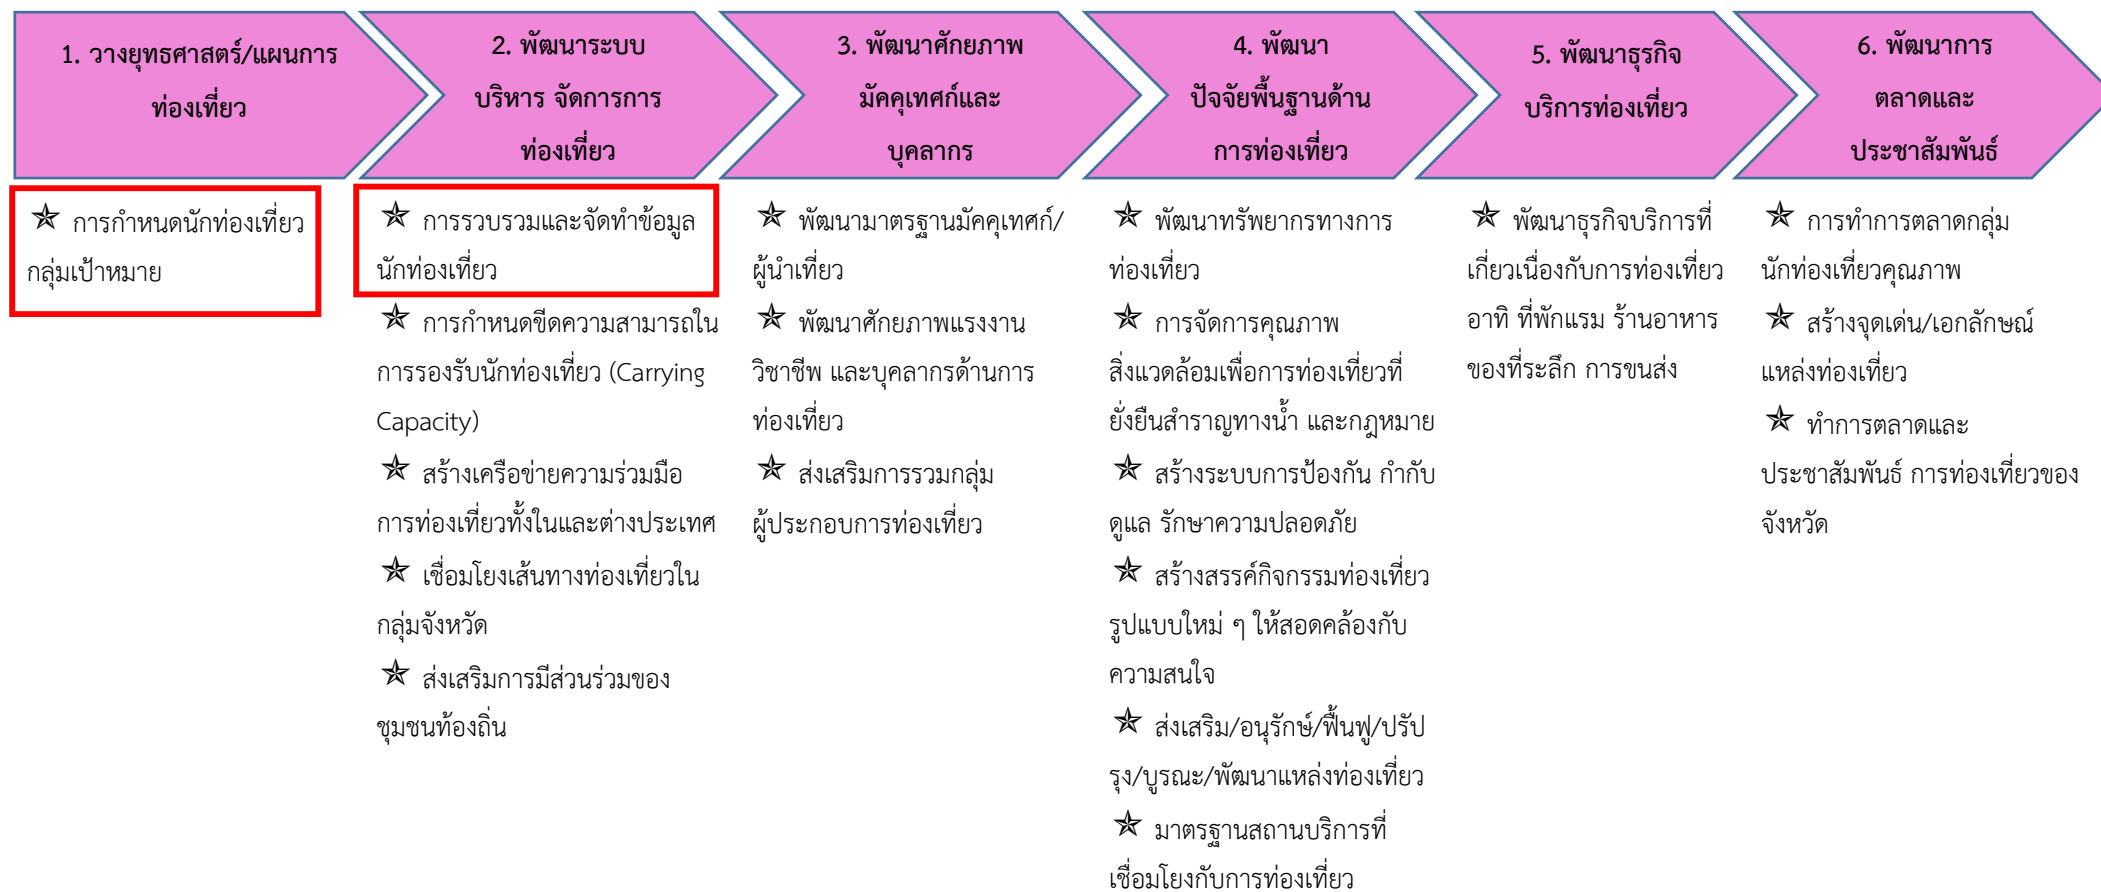 1. วางยุทธศาสตร์/แผนการ
ท่องเที่ยว
2. พัฒนาระบบ
บริหาร จัดการการ
ท่องเที่ยว
3. พัฒนาศักยภาพ
มัคคุเทศก์และ
บุคลากร
4. พัฒนา
ปัจจัยพื้นฐานด้าน
การท่องเที่ยว
5. พัฒนาธุรกิจ
บริการท่องเที่ยว
6. พัฒนาการ
ตลาดและ
ประชาสัมพันธ์
✯ การกำหนดนักท่องเที่ยว
กลุ่มเป้าหมาย
✯ การรวบรวมและจัดทำข้อมูล
นักท่องเที่ยว
✯ การกำหนดขีดความสามารถใน
การรองรับนักท่องเที่ยว (Carrying
Capacity)
✯ สร้างเครือข่ายความร่วมมือ
การท่องเที่ยวทั้งในและต่างประเทศ
✯ เชื่อมโยงเส้นทางท่องเที่ยวใน
กลุ่มจังหวัด
✯ ส่งเสริมการมีส่วนร่วมของ
ชุมชนท้องถิ่น
✯ พัฒนามาตรฐานมัคคุเทศก์/
ผู้นำเที่ยว
✯ พัฒนาศักยภาพแรงงาน
วิชาชีพ และบุคลากรด้านการ
ท่องเที่ยว
✯ ส่งเสริมการรวมกลุ่ม
ผู้ประกอบการท่องเที่ยว
✯ พัฒนาทรัพยากรทางการ
ท่องเที่ยว
✯ การจัดการคุณภาพ
สิ่งแวดล้อมเพื่อการท่องเที่ยวที่
ยั่งยืนสำราญทางน้ำ และกฎหมาย
✯ สร้างระบบการป้องกัน กำกับ
ดูแล รักษาความปลอดภัย
✯ สร้างสรรค์กิจกรรมท่องเที่ยว
รูปแบบใหม่ ๆ ให้สอดคล้องกับ
ความสนใจ
✯ ส่งเสริม/อนุรักษ์/ฟื้นฟู/ปรัป
รุง/บูรณะ/พัฒนาแหล่งท่องเที่ยว
✯ มาตรฐานสถานบริการที่
เชื่อมโยงกับการท่องเที่ยว
✯ พัฒนาธุรกิจบริการที่
เกี่ยวเนื่องกับการท่องเที่ยว
อาทิ ที่พักแรม ร้านอาหาร
ของที่ระลึก การขนส่ง
✯ การทำการตลาดกลุ่ม
นักท่องเที่ยวคุณภาพ
✯ สร้างจุดเด่น/เอกลักษณ์
แหล่งท่องเที่ยว
✯ ทำการตลาดและ
ประชาสัมพันธ์ การท่องเที่ยวของ
จังหวัด